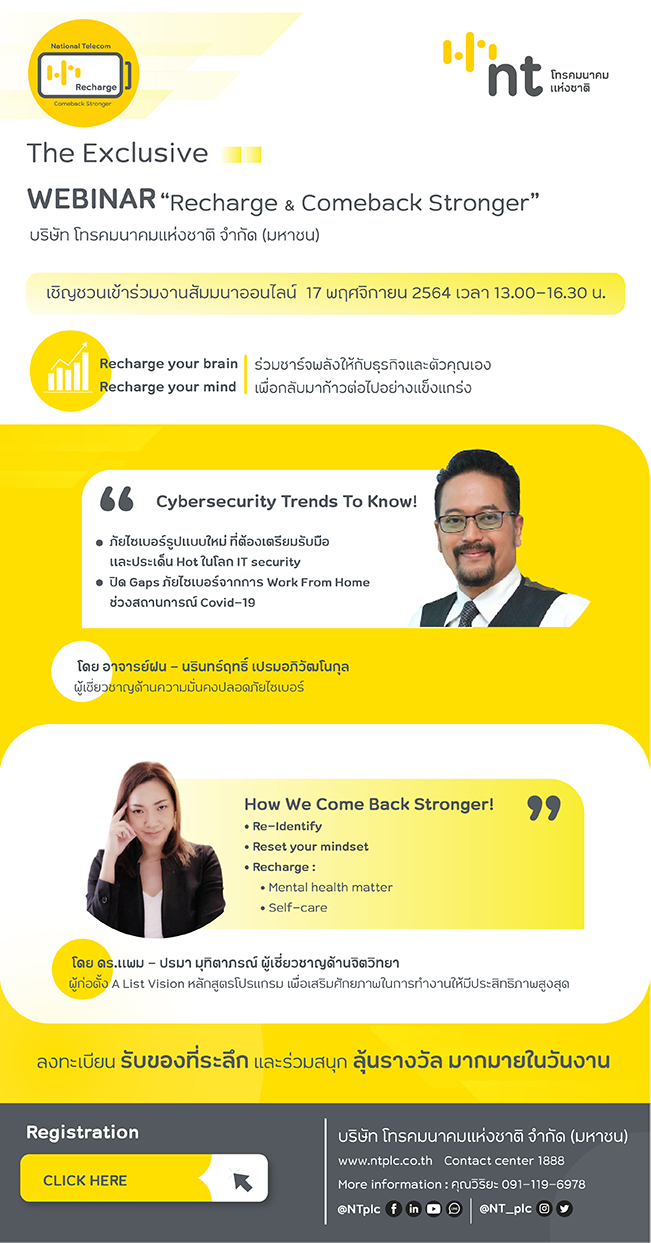 National Telecom
Recharge
Comeback Stronger
nt โทรคมนาคม
แห่งชาติ
The Exclusive
WEBINAR “Recharge & Comeback Stronger”
บริษัท โทรคมนาคมแห่งชาติ จำกัด (มหาชน)
เชิญชวนเข้าร่วมงานสัมมนาออนไลน์ 17 พฤศจิกายน 2564 เวลา 13.00–16.30 น.
Recharge your brain
Recharge your mind
ร่วมชาร์จพลังให้กับธุรกิจและตัวคุณเอง
เพื่อกลับมาก้าวต่อไปอย่างแข็งแกร่ง
“ Cybersecurity Trends To Know!
• ภัยไซเบอร์รูปแบบใหม่ ที่ต้องเตรียมรับมือ
และประเด็น Hot ในโลก IT security
• ปิด Gaps ภัยไซเบอร์จากการ Work From Home
ช่วงสถานการณ์ Covid–19
โดย อาจารย์ฝน – นรินทร์ฤทธิ์ เปรมอภิวัฒโนกุล
ผู้เชี่ยวชาญด้านความมั่นคงปลอดภัยไซเบอร์
How We Come Back Stronger! ”
• Re–Identify
• Reset your mindset
• Recharge :
• Mental health matter
• Self–care
โดย ดร.แพม – ปรมา มุทิตาภรณ์ ผู้เชี่ยวชาญด้านจิตวิทยา
ผู้ก่อตั้ง A List Vision หลักสูตรโปรแกรม เพื่อเสริมศักยภาพในการทำงานให้มีประสิทธิภาพสูงสุด
ลงทะเบียน รับของที่ระลึก และร่วมสนุก ลุ้นรางวัล มากมายในวันงาน
Registration
CLICK HERE
บริษัท โทรคมนาคมแห่งชาติ จำกัด (มหาชน)
www.ntplc.co.th Contact center 1888
More information : คุณวิริยะ 091–119–6978
@NTplc @NT_plc